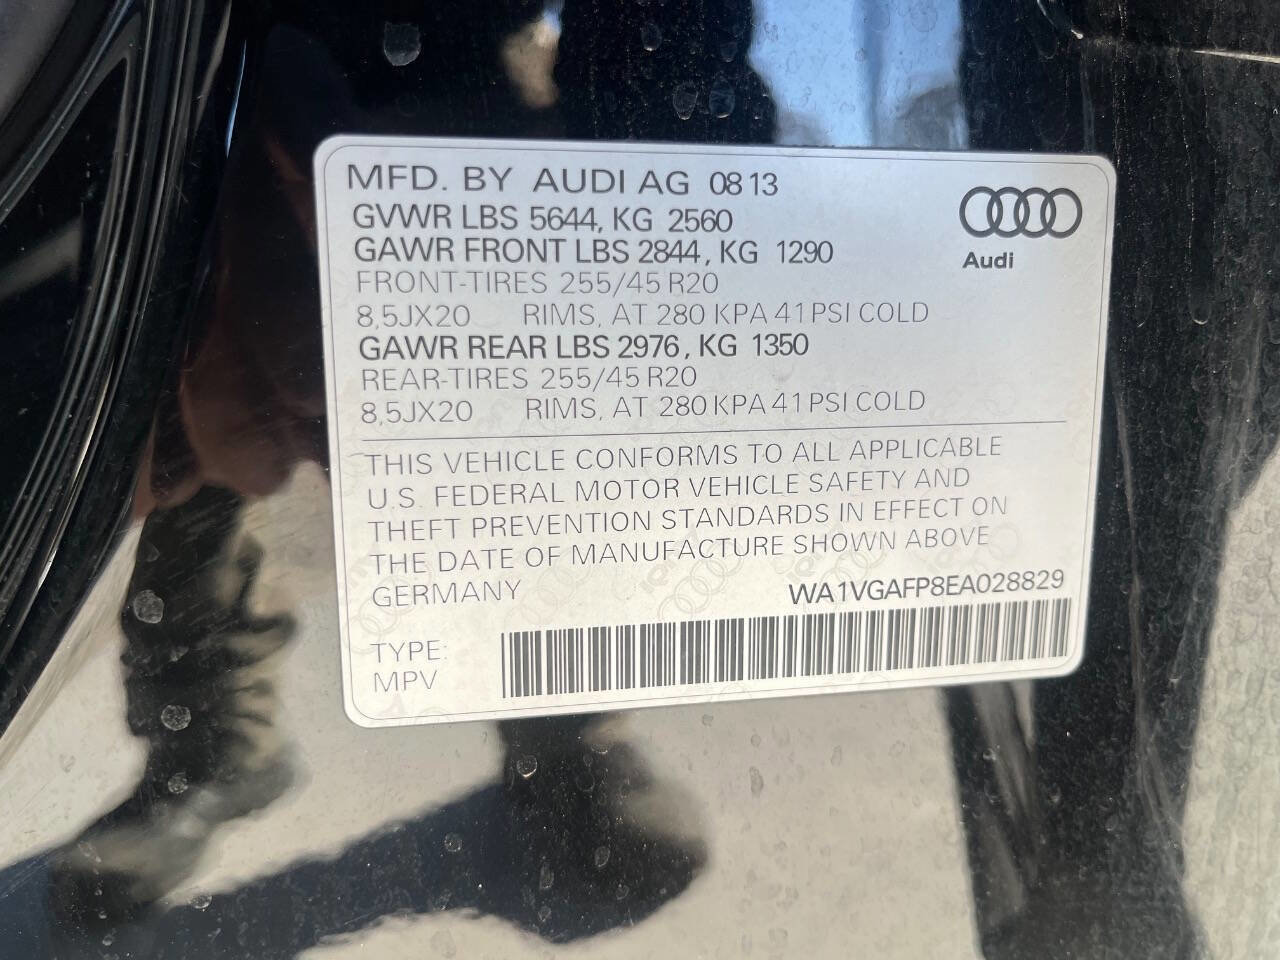 MFD. BY AUDI AG 08 13
GVWR LBS 5644, KG 2560
GAWR FRONT LBS 2844, KG 1290
FRONT-TIRES 255/45 R20
8,5JX20 RIMS, AT 280 KPA 41 PSI COLD
GAWR REAR LBS 2976, KG 1350
REAR-TIRES 255/45 R20
8,5JX20 RIMS, AT 280 KPA 41 PSI COLD
Audi
THIS VEHICLE CONFORMS TO ALL APPLICABLE
U.S. FEDERAL MOTOR VEHICLE SAFETY AND
THEFT PREVENTION STANDARDS IN EFFECT ON
THE DATE OF MANUFACTURE SHOWN ABOVE
GERMANY WA1VGAFP8EA028829
TYPE:
MPV